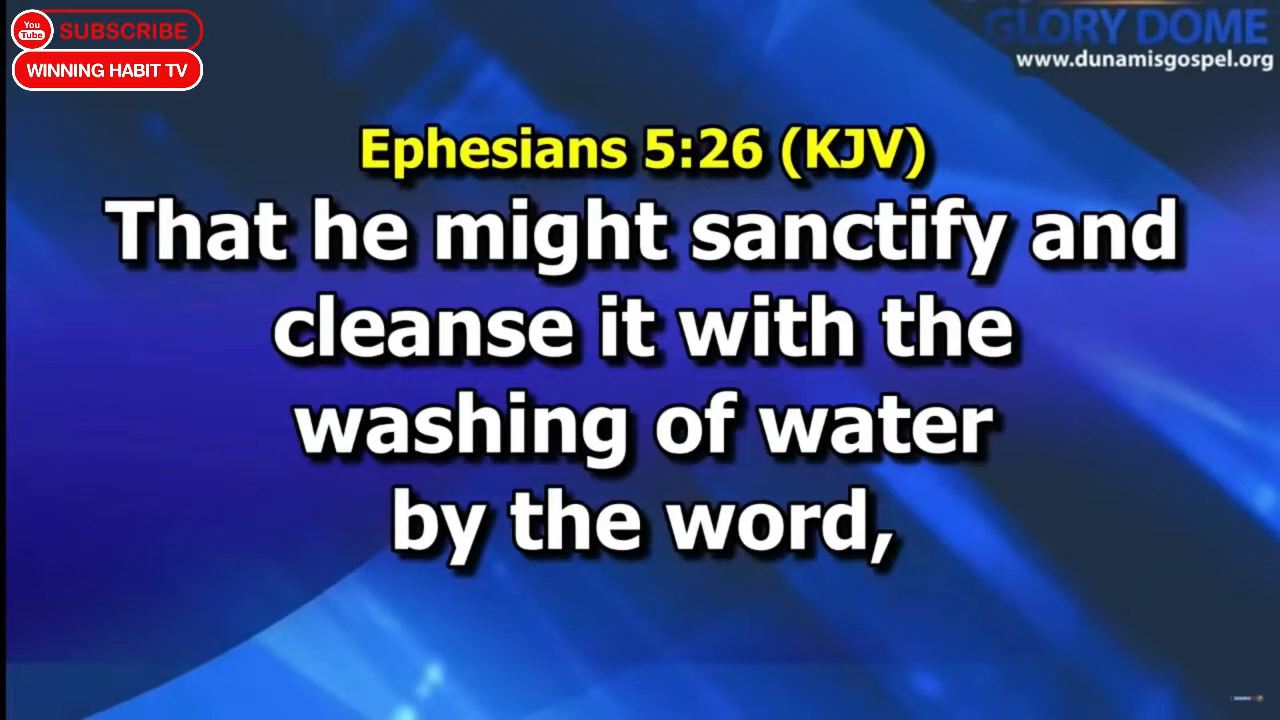 You
Tube
SUBSCRIBE
WINNING HABIT TV
GLORY DOME
www.dunamisgospel.org
Ephesians 5:26 (KJV)
That he might sanctify and
cleanse it with the
washing of water
by the word,